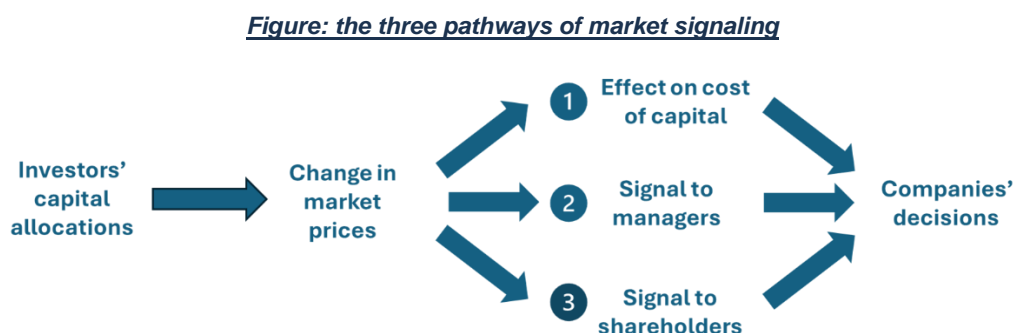 Figure: the three pathways of market signaling
Investors’
capital
allocations
Change in
market
prices
1
Effect on cost
of capital
2
Signal to
managers
3
Signal to
shareholders
Companies’
decisions